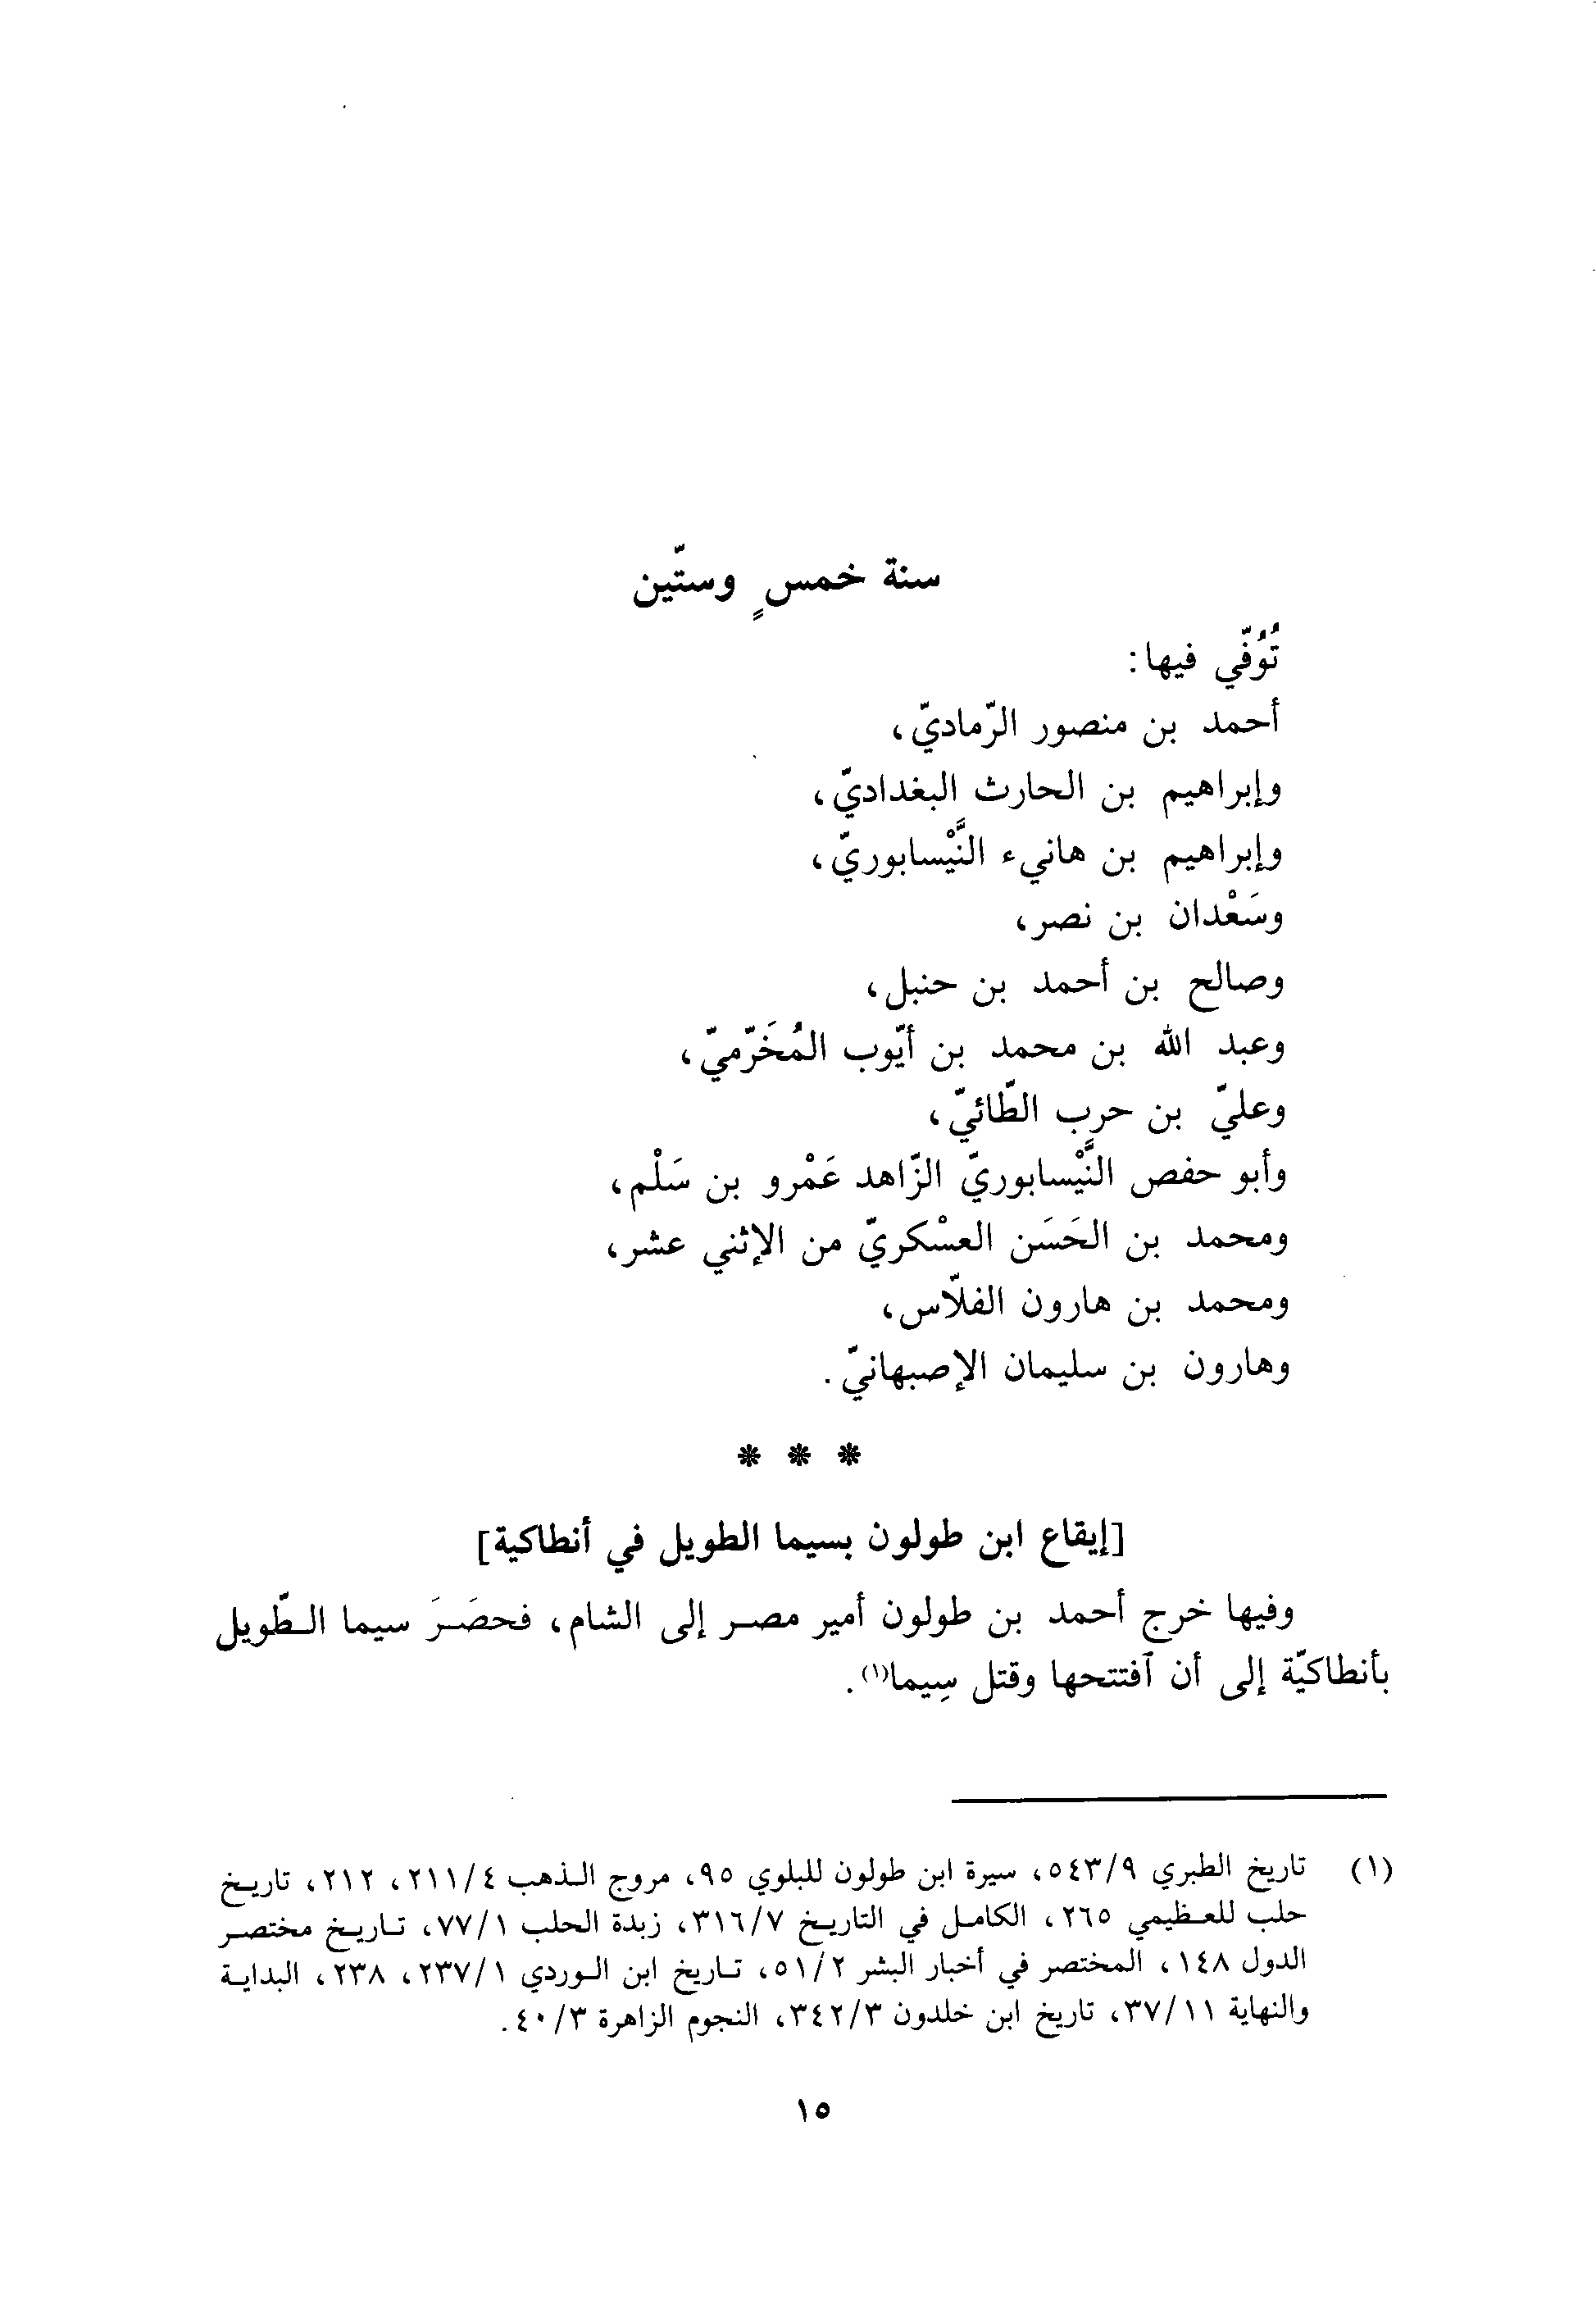 سنة خمسٍ وستّين
تُوُفّي فيها:
أحمد بن منصور الرّماديّ،
وإبراهيم بن الحارث البغداديّ،
وإبراهيم بن هانيء النَّيْسابوريّ،
وسَعْدان بن نصر،
وصالح بن أحمد بن حنبل،
وعبد الله بن محمد بن أيّوب المُخَرّميّ،
وعليّ بن حرب الطّائيّ،
وأبو حفص النَّيْسابوريّ الزّاهد عَمْرو بن سَلْم،
ومحمد بن الحَسَن العسْكريّ من الإثني عشر،
ومحمد بن هارون الفلّاس،
وهارون بن سليمان الإصبهانيّ.
* * *
[إيقاع ابن طولون بسيما الطويل في أنطاكية]
وفيها خرج أحمد بن طولون أمير مصر إلى الشام، فحصَرَ سيما الطّويل
بأنطاكيّة إلى أن ٱفتتحها وقتل سِيما(١).
(١) تاريخ الطبري ٥٤٣/٩، سيرة ابن طولون للبلوي ٩٥، مروج الذهب ٢١١/٤، ٢١٢، تاريخ
حلب للعظيمي ٢٦٥، الكامل في التاريخ ٣١٦/٧، زبدة الحلب ٧٧/١، تاريخ مختصر
الدول ١٤٨، المختصر في أخبار البشر ٥١/٢، تاريخ ابن الوردي ٢٣٧/١، ٢٣٨، البداية
والنهاية ٣٧/١١، تاريخ ابن خلدون ٣٤٢/٣، النجوم الزاهرة ٤٠/٣.
١٥